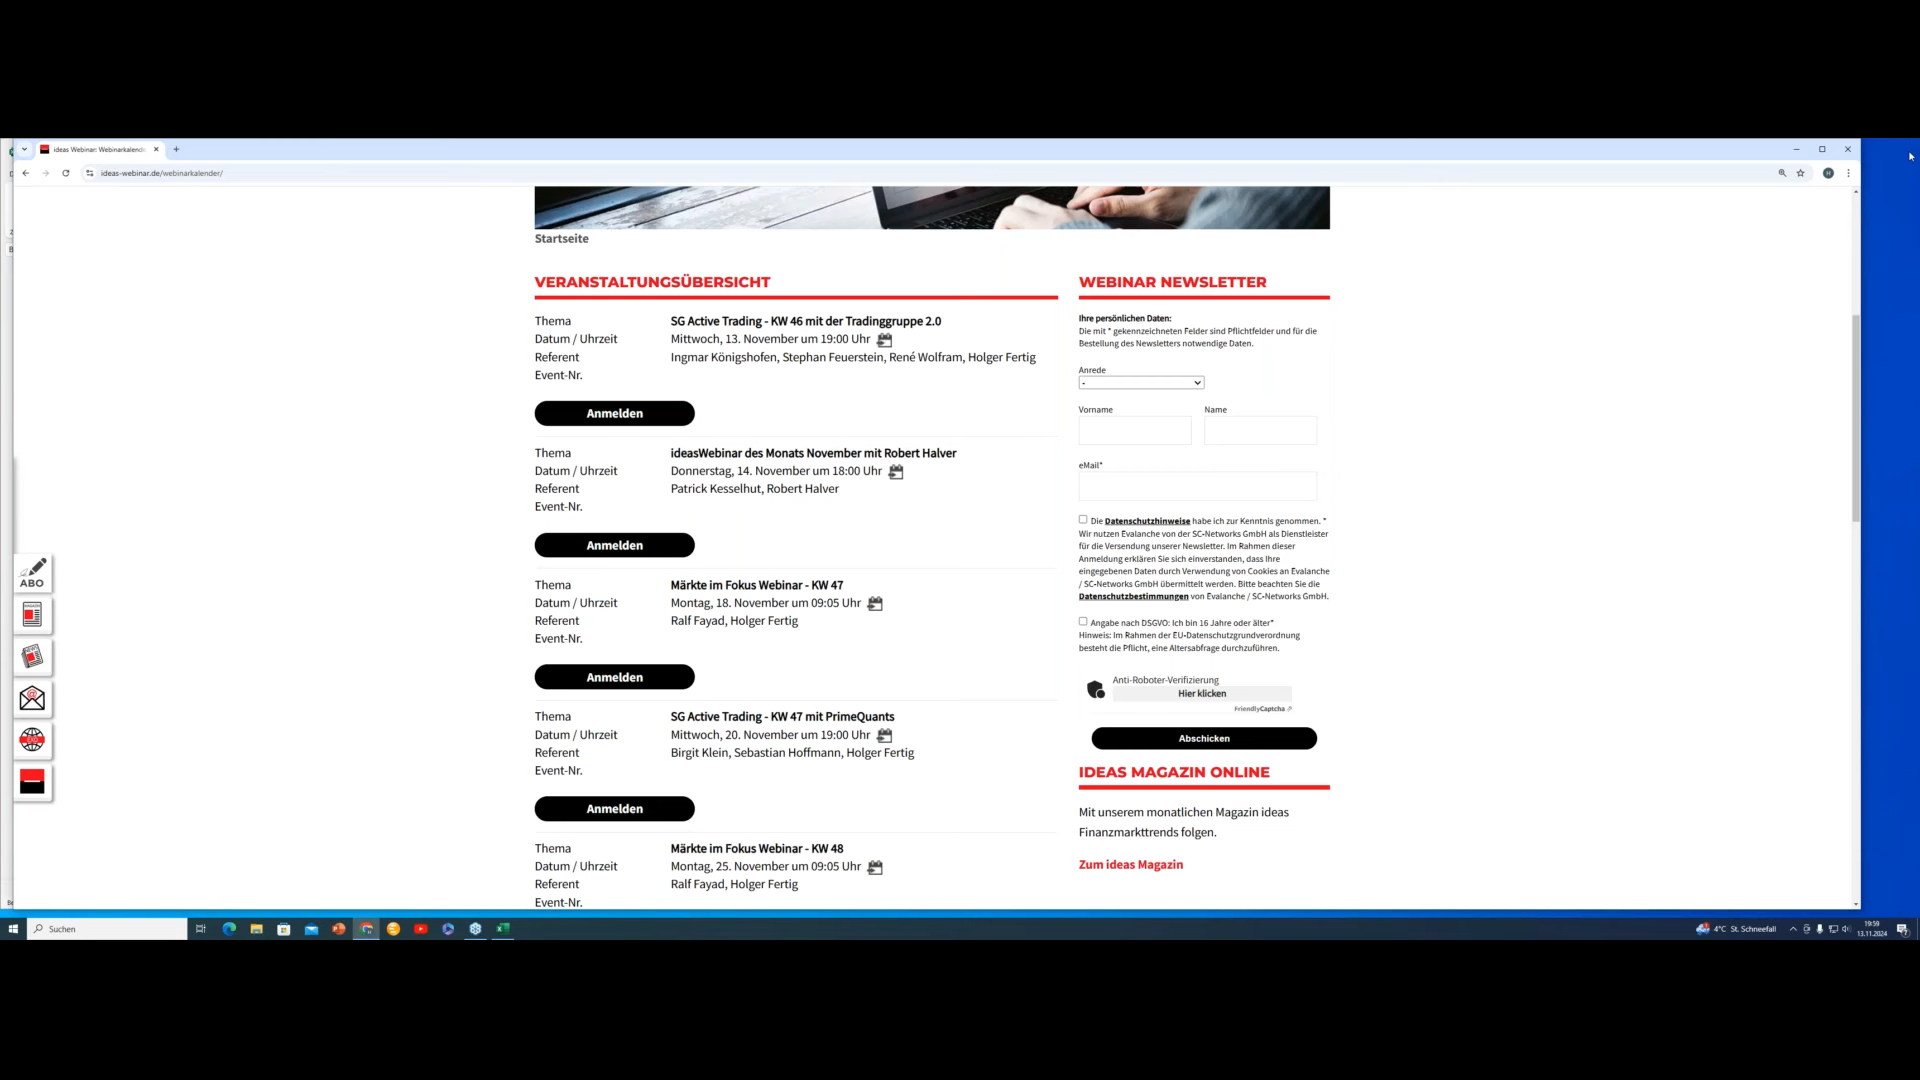 ideas Webinar: Webinarkalende
ideas-webinar.de/webinarkalender/
Startseite
VERANSTALTUNGSÜBERSICHT
Thema SG Active Trading - KW 46 mit der Tradinggruppe 2.0
Datum / Uhrzeit Mittwoch, 13. November um 19:00 Uhr
Referent Ingmar Königshofen, Stephan Feuerstein, René Wolfram, Holger Fertig
Event-Nr.
Anmelden
Thema ideasWebinar des Monats November mit Robert Halver
Datum / Uhrzeit Donnerstag, 14. November um 18:00 Uhr
Referent Patrick Kesselhut, Robert Halver
Event-Nr.
Anmelden
Thema Märkte im Fokus Webinar - KW 47
Datum / Uhrzeit Montag, 18. November um 09:05 Uhr
Referent Ralf Fayad, Holger Fertig
Event-Nr.
Anmelden
Thema SG Active Trading - KW 47 mit PrimeQuants
Datum / Uhrzeit Mittwoch, 20. November um 19:00 Uhr
Referent Birgit Klein, Sebastian Hoffmann, Holger Fertig
Event-Nr.
Anmelden
Thema Märkte im Fokus Webinar - KW 48
Datum / Uhrzeit Montag, 25. November um 09:05 Uhr
Referent Ralf Fayad, Holger Fertig
Event-Nr.
WEBINAR NEWSLETTER
Ihre persönlichen Daten:
Die mit * gekennzeichneten Felder sind Pflichtfelder und für die
Bestellung des Newsletters notwendige Daten.
Anrede
-
Vorname Name
eMail*
Die Datenschutzhinweise habe ich zur Kenntnis genommen. *
Wir nutzen Evalanche von der SC-Networks GmbH als Dienstleister
für die Versendung unserer Newsletter. Im Rahmen dieser
Anmeldung erklären Sie sich einverstanden, dass Ihre
eingegebenen Daten durch Verwendung von Cookies an Evalanche
/ SC-Networks GmbH übermittelt werden. Bitte beachten Sie die
Datenschutzbestimmungen von Evalanche / SC-Networks GmbH.
Angabe nach DSGVO: Ich bin 16 Jahre oder älter*
Hinweis: Im Rahmen der EU-Datenschutzgrundverordnung
besteht die Pflicht, eine Altersabfrage durchzuführen.
Anti-Roboter-Verifizierung
Hier klicken
FriendlyCaptcha
Abschicken
IDEAS MAGAZIN ONLINE
Mit unserem monatlichen Magazin ideas
Finanzmarkttrends folgen.
Zum ideas Magazin
ABO
Suchen
4°C St. Schneefall
19:59
13.11.2024